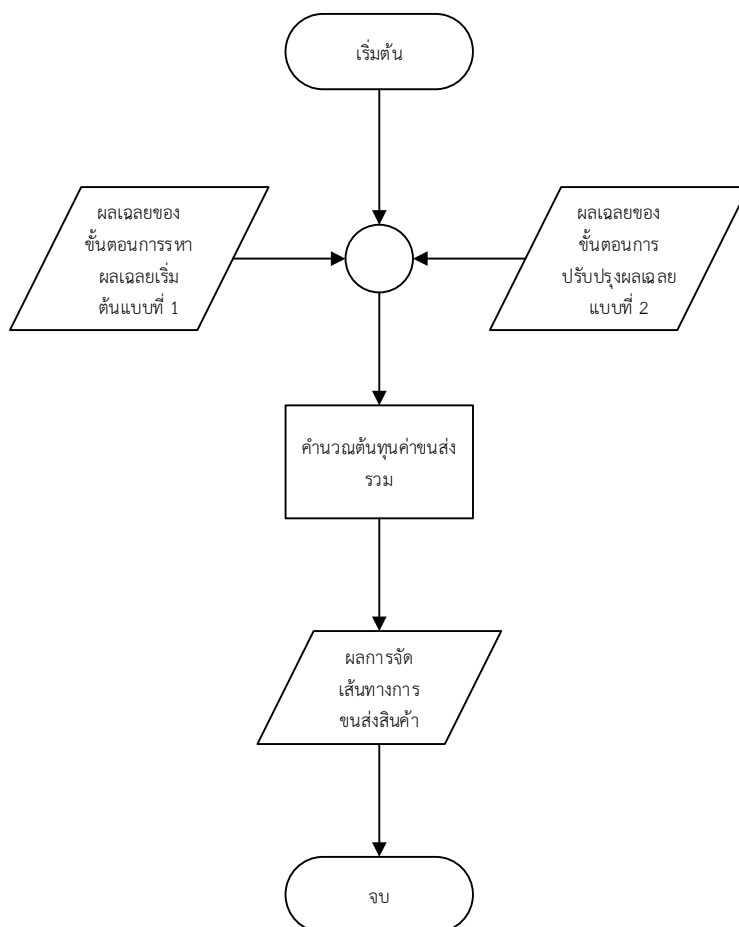 เริ่มต้น
ผลเฉลยของ
ขั้นตอนการรหา
ผลเฉลยเริ่ม
ต้นแบบที่ 1
ผลเฉลยของ
ขั้นตอนการ
ปรับปรุงผลเฉลย
แบบที่ 2
คำนวณต้นทุนค่าขนส่ง
รวม
ผลการจัด
เส้นทางการ
ขนส่งสินค้า
จบ